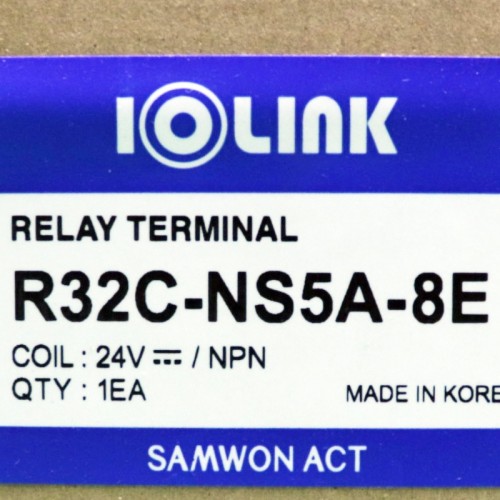 IOLINK
RELAY TERMINAL
R32C-NS5A-8E
COIL : 24V ⎓ / NPN
QTY : 1EA
MADE IN KORE
SAMWON ACT